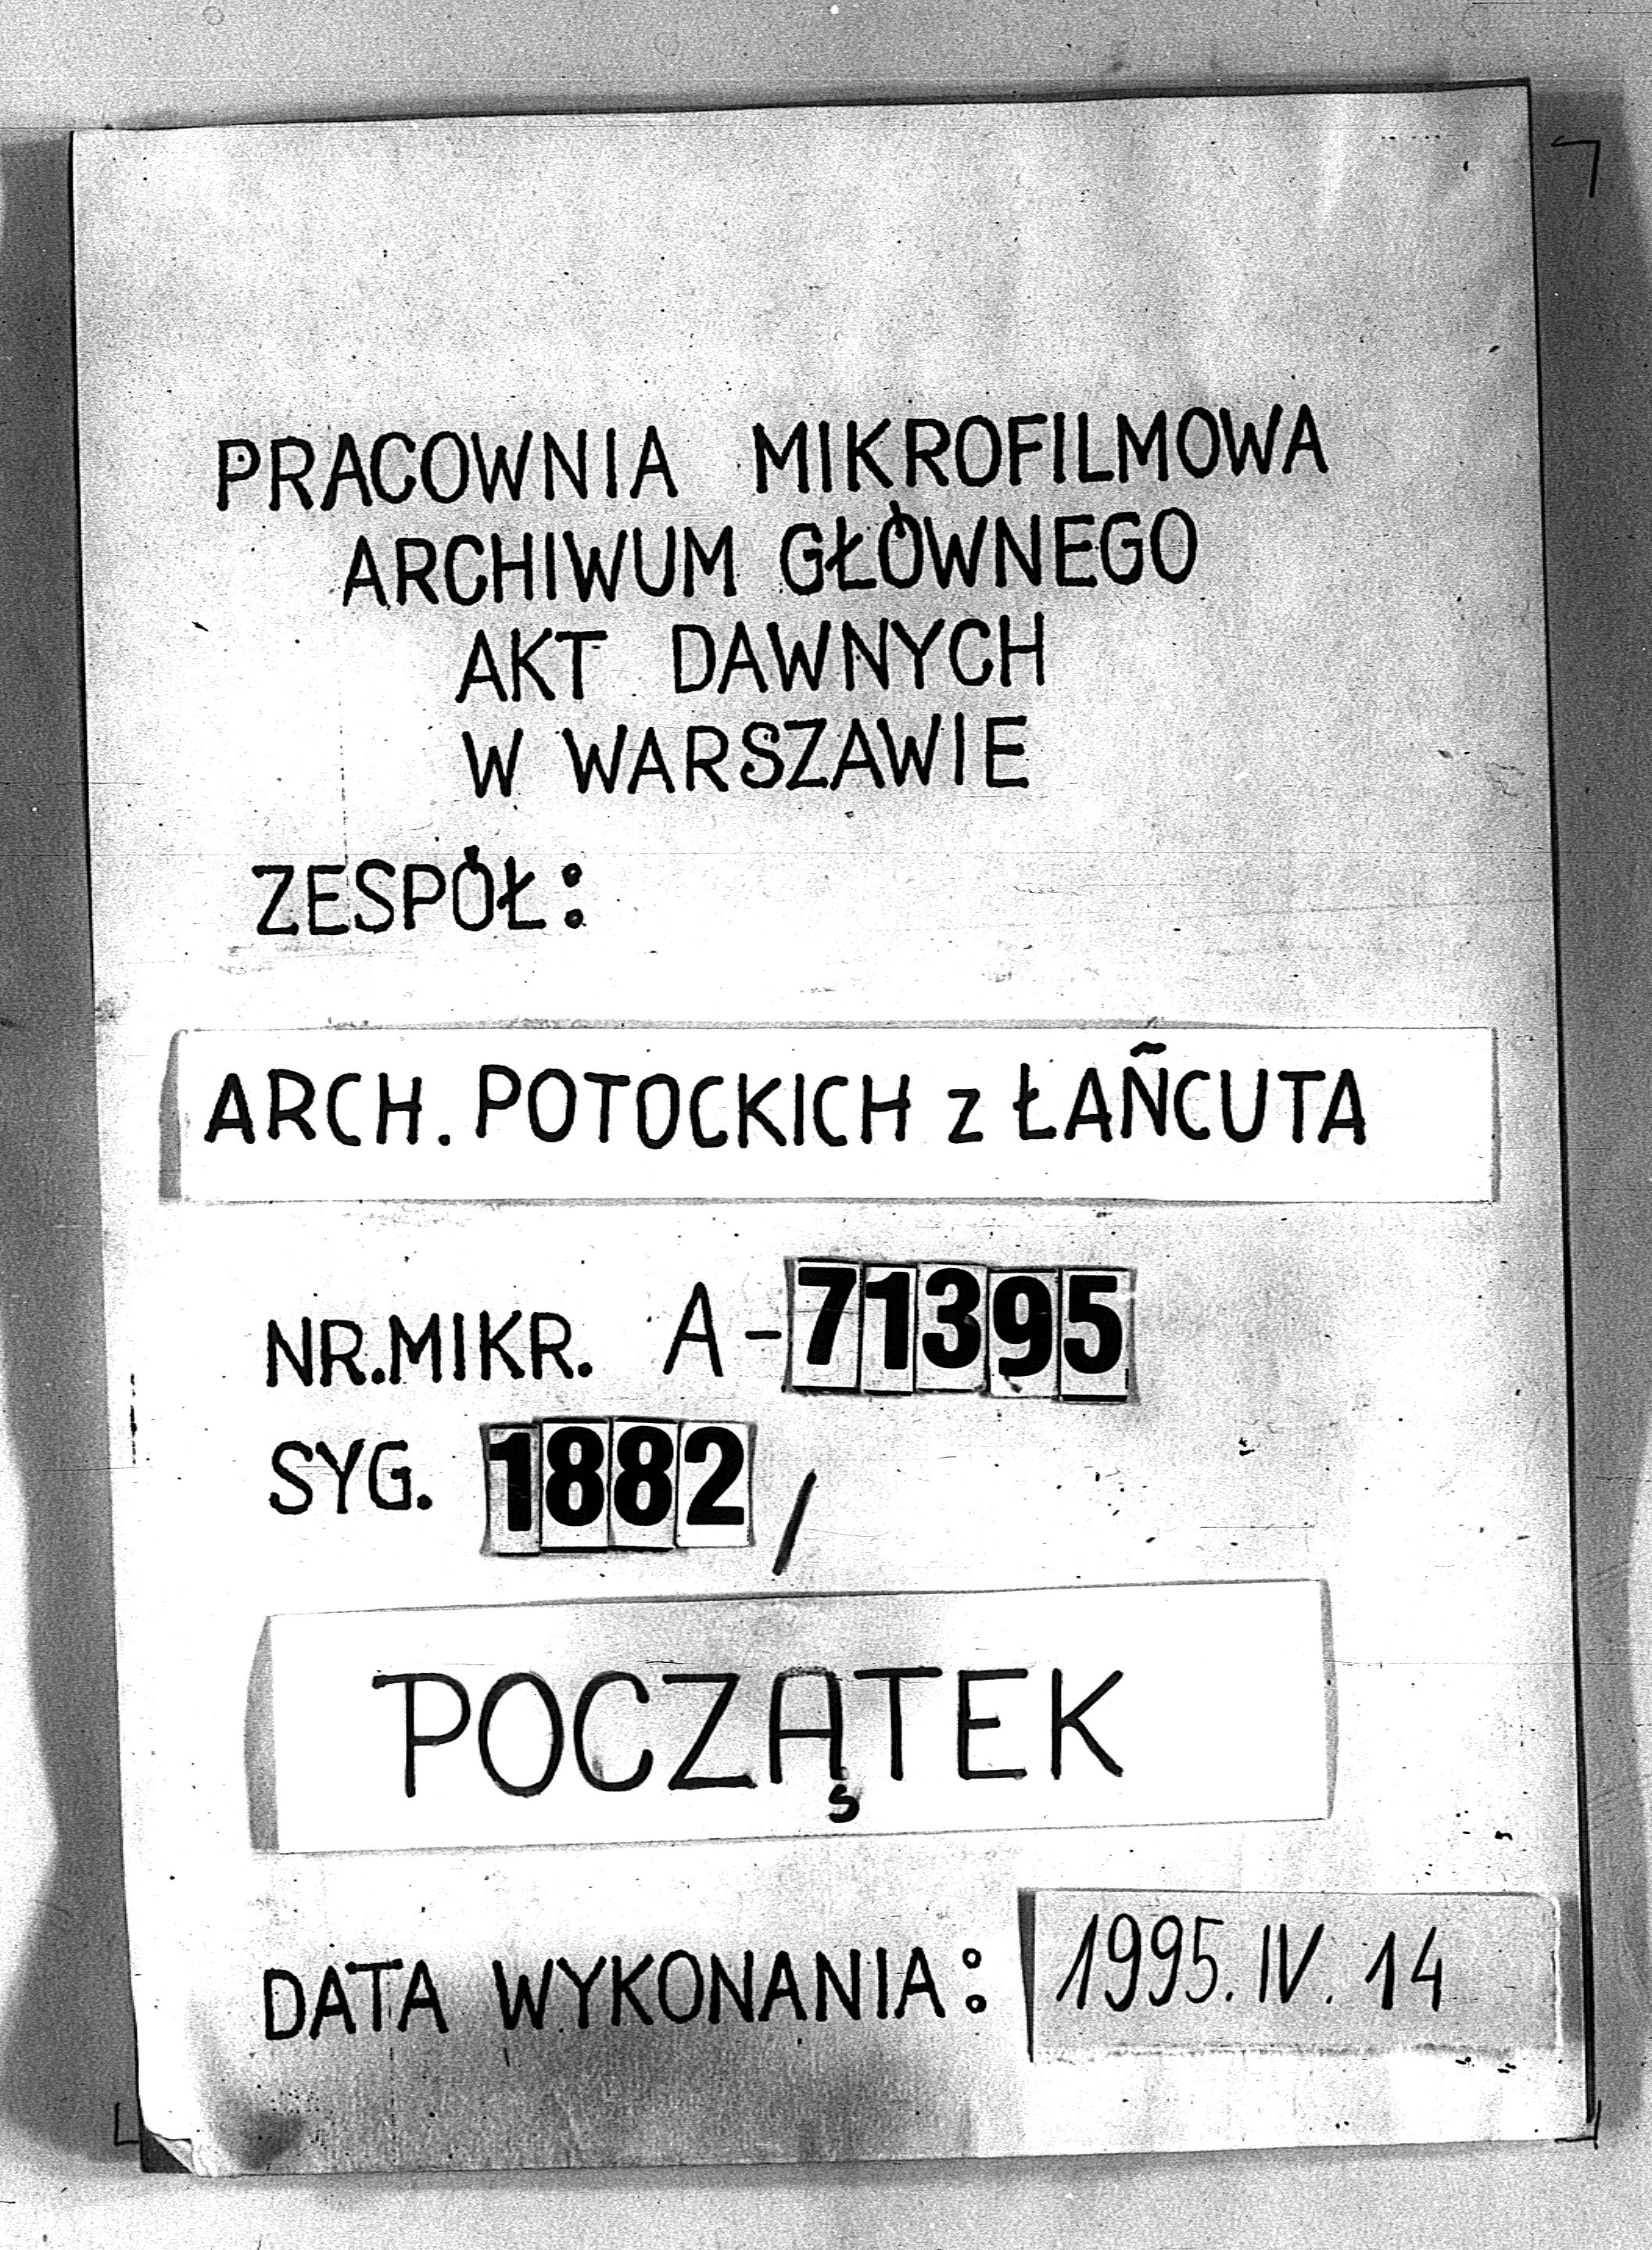 PRACOWNIA MIKROFILMOWA
ARCHIWUM GŁÓWNEGO
AKT DAWNYCH
W WARSZAWIE
ZESPÓŁ:
ARCH. POTOCKICH z ŁAŃCUTA
NR.MIKR. A-71395
SYG. 1882/
POCZĄTEK
DATA WYKONANIA: 1995.IV.14